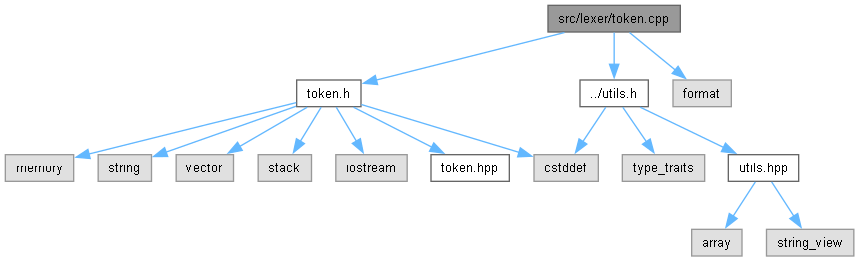 src/lexer/token.cpp
token.h
../utils.h
format
memory
string
vector
stack
iostream
token.hpp
cstddef
type_traits
utils.hpp
array
string_view